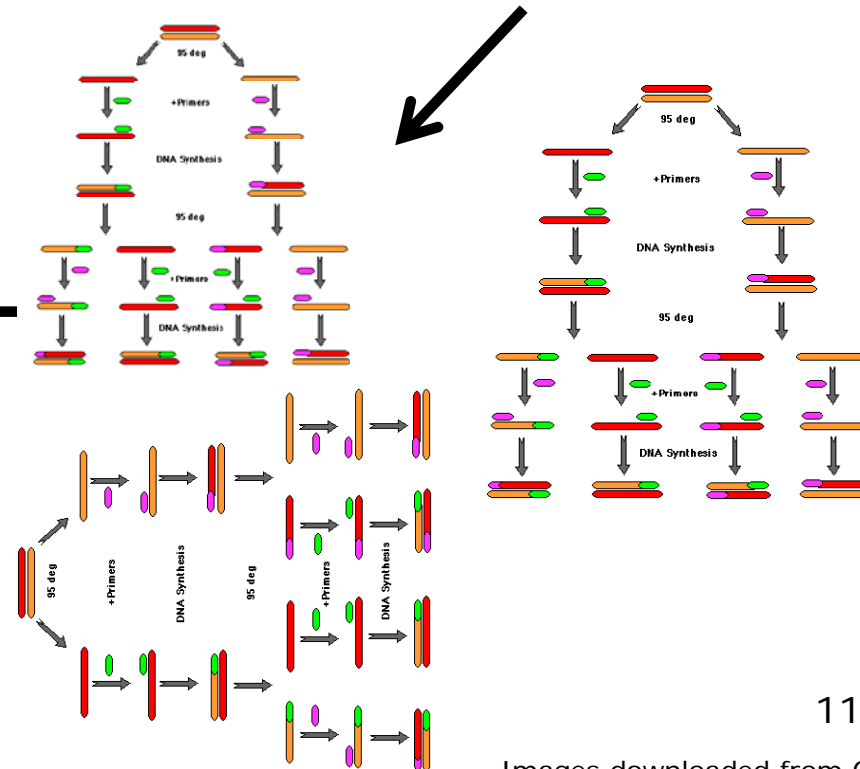 95 deg
+Primers
DNA Synthesis
95 deg
+Primers
DNA Synthesis
95 deg
+Primers
DNA Synthesis
95 deg
+Primers
DNA Synthesis
95 deg
+Primers
DNA Synthesis
95 deg
+Primers
DNA Synthesis
11
Images downloaded from